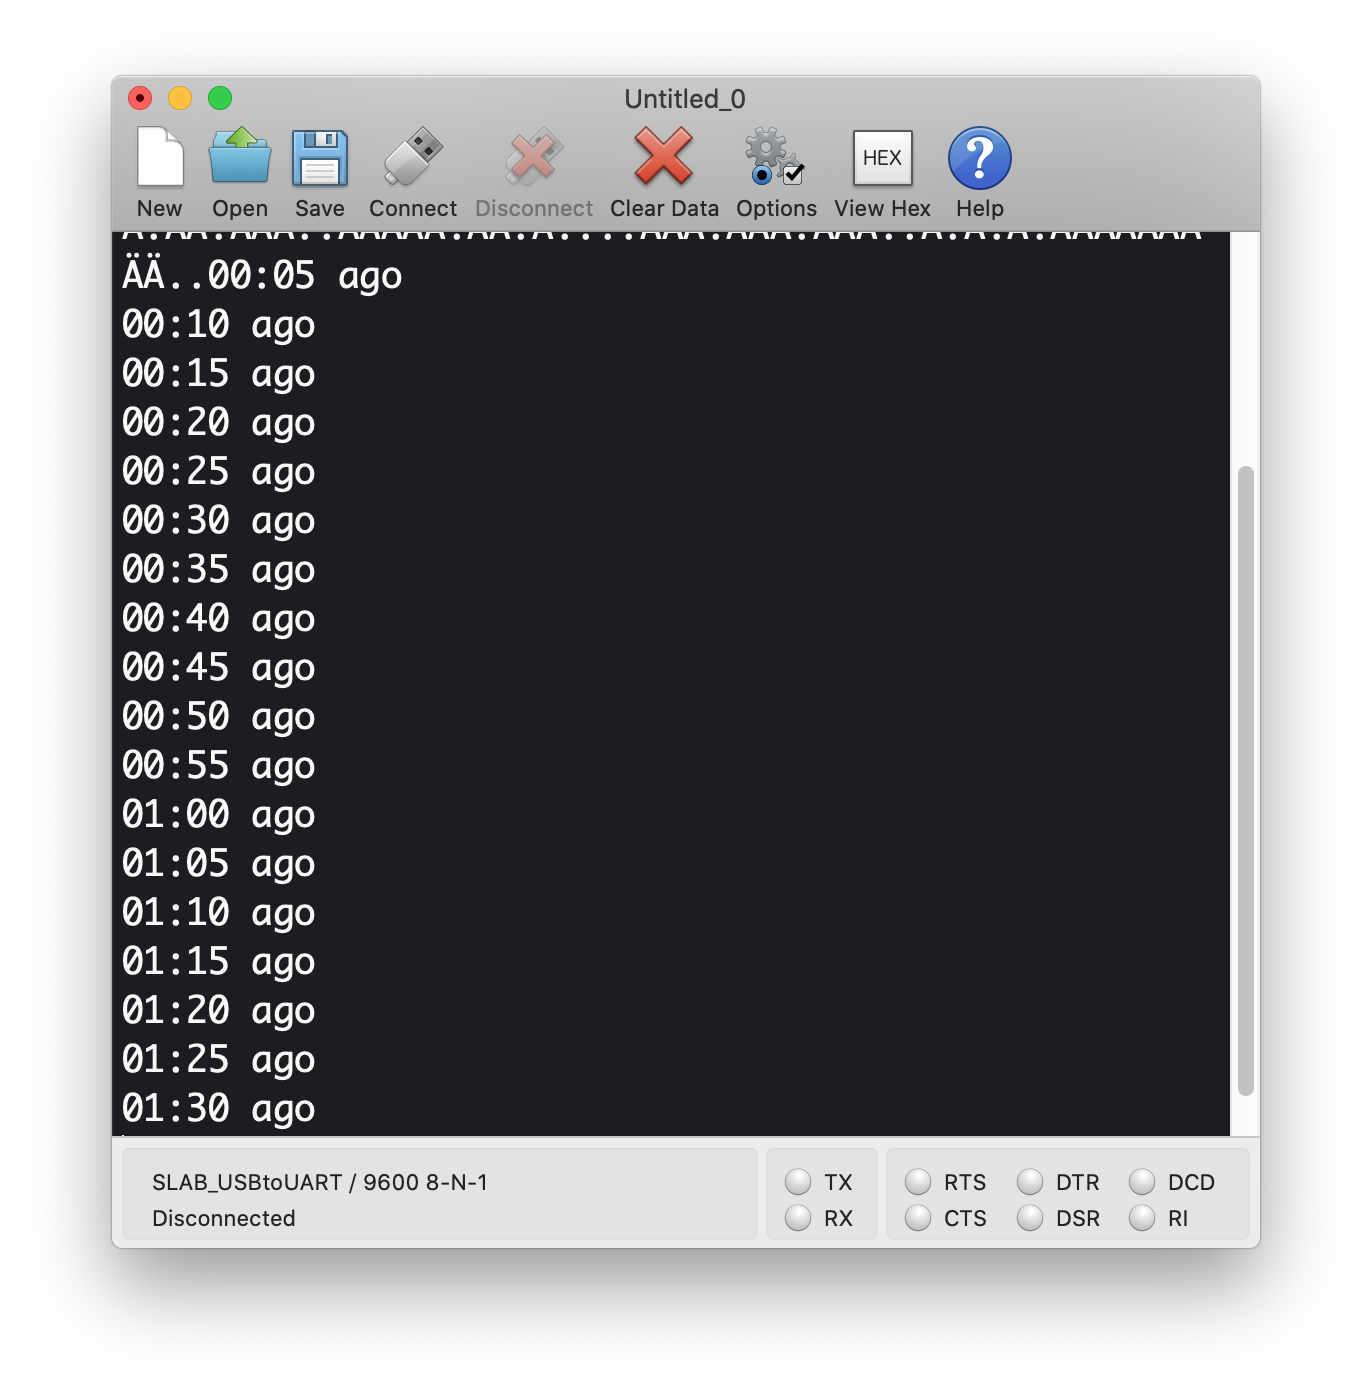 Untitled_0
New Open Save Connect Disconnect Clear Data Options HEX View Hex ? Help
ÄÄ..00:05 ago
00:10 ago
00:15 ago
00:20 ago
00:25 ago
00:30 ago
00:35 ago
00:40 ago
00:45 ago
00:50 ago
00:55 ago
01:00 ago
01:05 ago
01:10 ago
01:15 ago
01:20 ago
01:25 ago
01:30 ago
SLAB_USBtoUART / 9600 8-N-1
Disconnected
TX
RX
RTS DTR DCD
CTS DSR RI